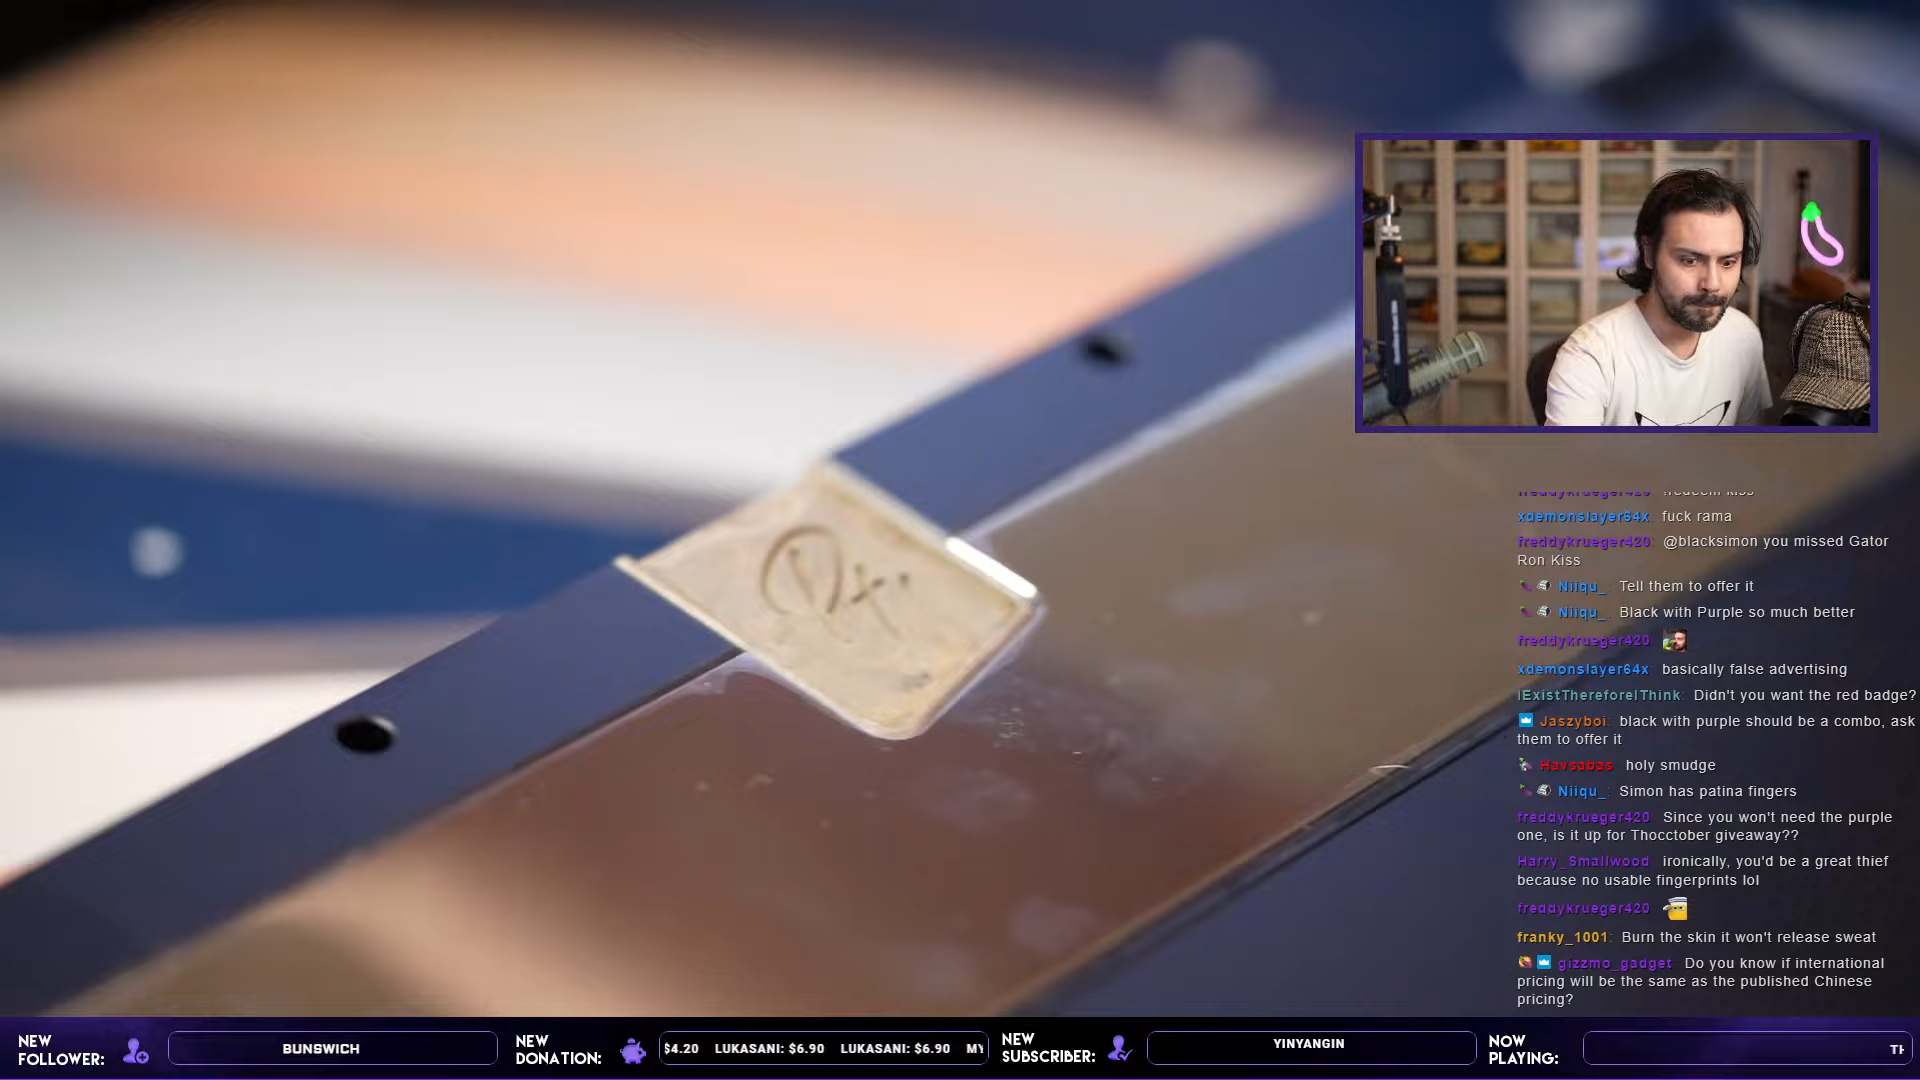 xdemonslayer64x: fuck rama
freddykrueger420: @blacksimon you missed Gator
Ron Kiss
Niiqu_: Tell them to offer it
Niiqu_: Black with Purple so much better
freddykrueger420:
xdemonslayer64x: basically false advertising
IExistThereforeIThink: Didn't you want the red badge?
Jaszyboi: black with purple should be a combo, ask
them to offer it
Havsabas: holy smudge
Niiqu_: Simon has patina fingers
freddykrueger420: Since you won't need the purple
one, is it up for Thocctober giveaway??
Harry_Smallwood: ironically, you'd be a great thief
because no usable fingerprints lol
freddykrueger420:
franky_1001: Burn the skin it won't release sweat
gizzmo_gadget: Do you know if international
pricing will be the same as the published Chinese
pricing?
NEW
FOLLOWER:
BUNSWICH
NEW
DONATION:
$4.20 LUKASANI: $6.90 LUKASANI: $6.90 MY
NEW
SUBSCRIBER:
YINYANGIN
NOW
PLAYING: